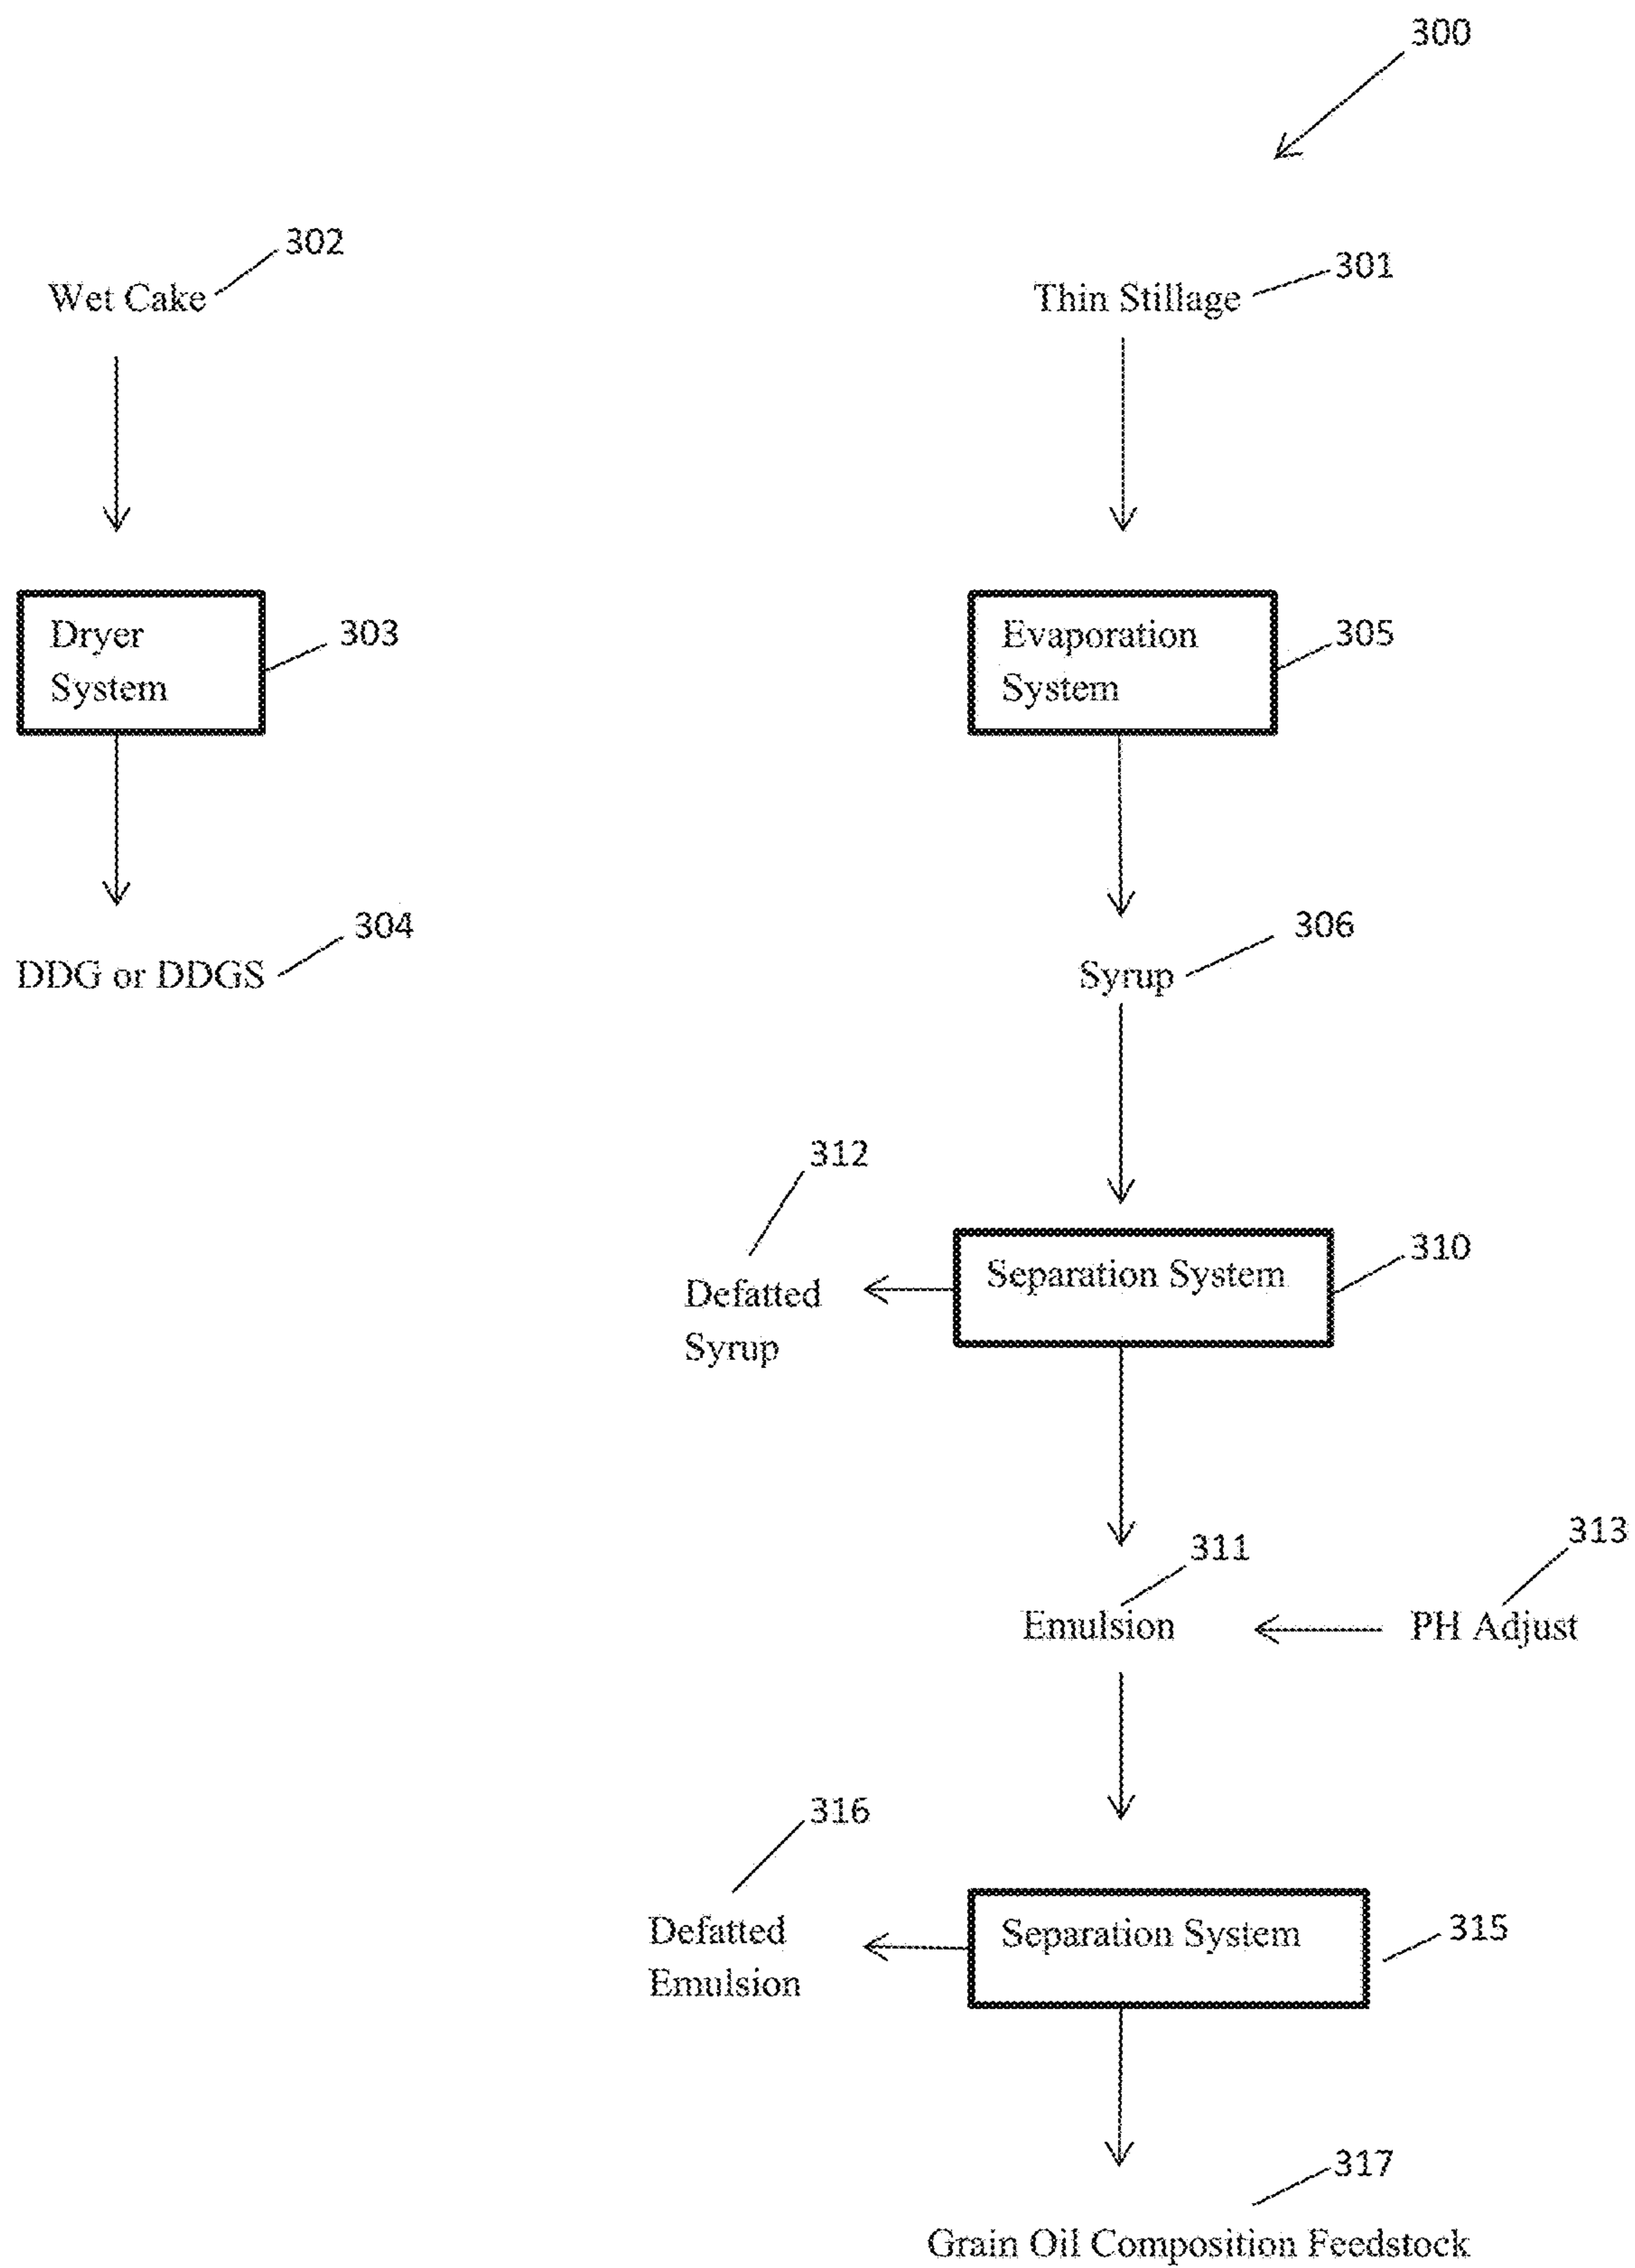 300
302
Wet Cake
301
Thin Stillage
Dryer
System
303
Evaporation
System
305
304
DDG or DDGS
306
Syrup
312
Defatted
Syrup
Separation System
310
311
Emulsion
313
PH Adjust
316
Defatted
Emulsion
Separation System
315
317
Grain Oil Composition Feedstock